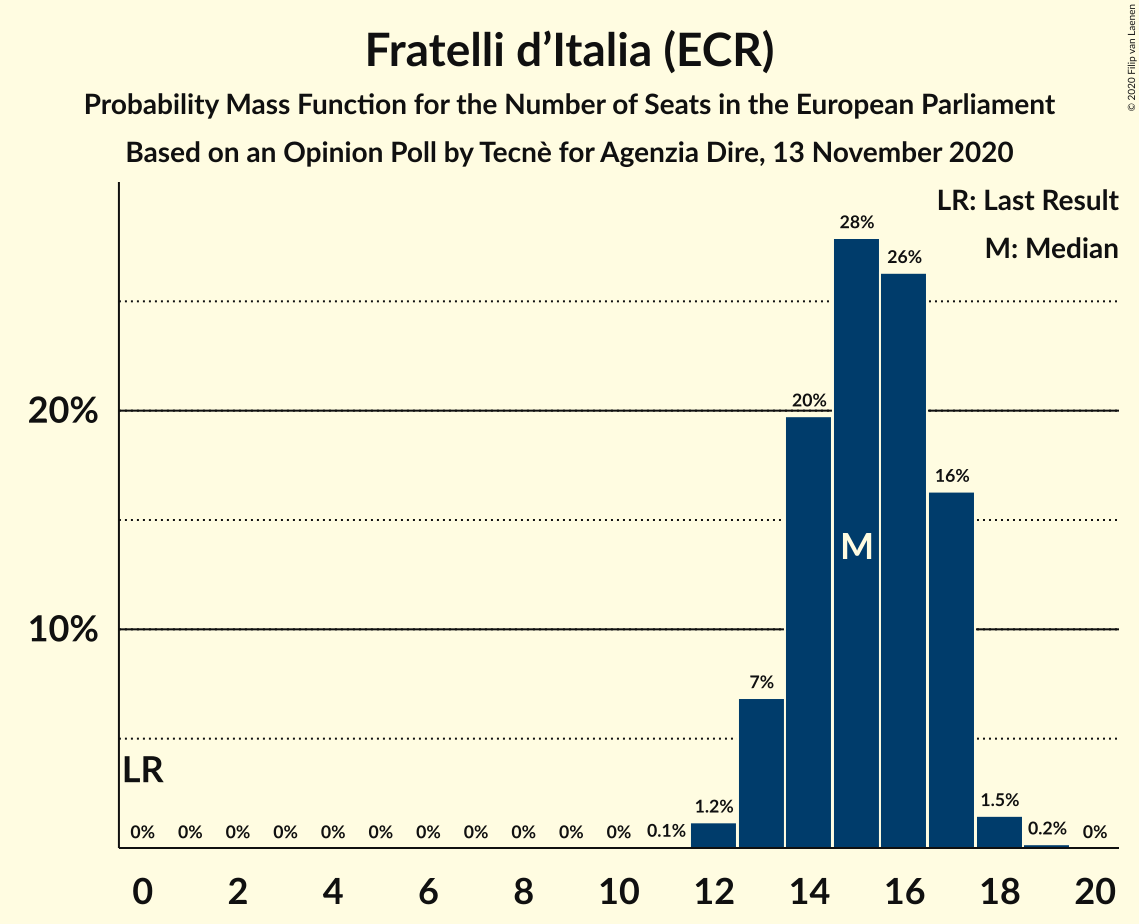 Fratelli d’Italia (ECR)
Probability Mass Function for the Number of Seats in the European Parliament
Based on an Opinion Poll by Tecnè for Agenzia Dire, 13 November 2020
© 2020 Filip van Laenen
LR: Last Result
M: Median
28%
26%
20%
20%
16%
M
10%
7%
LR
0% 0% 0% 0% 0% 0% 0% 0% 0% 0% 0% 0.1% 1.2% 1.5% 0.2% 0%
0 2 4 6 8 10 12 14 16 18 20